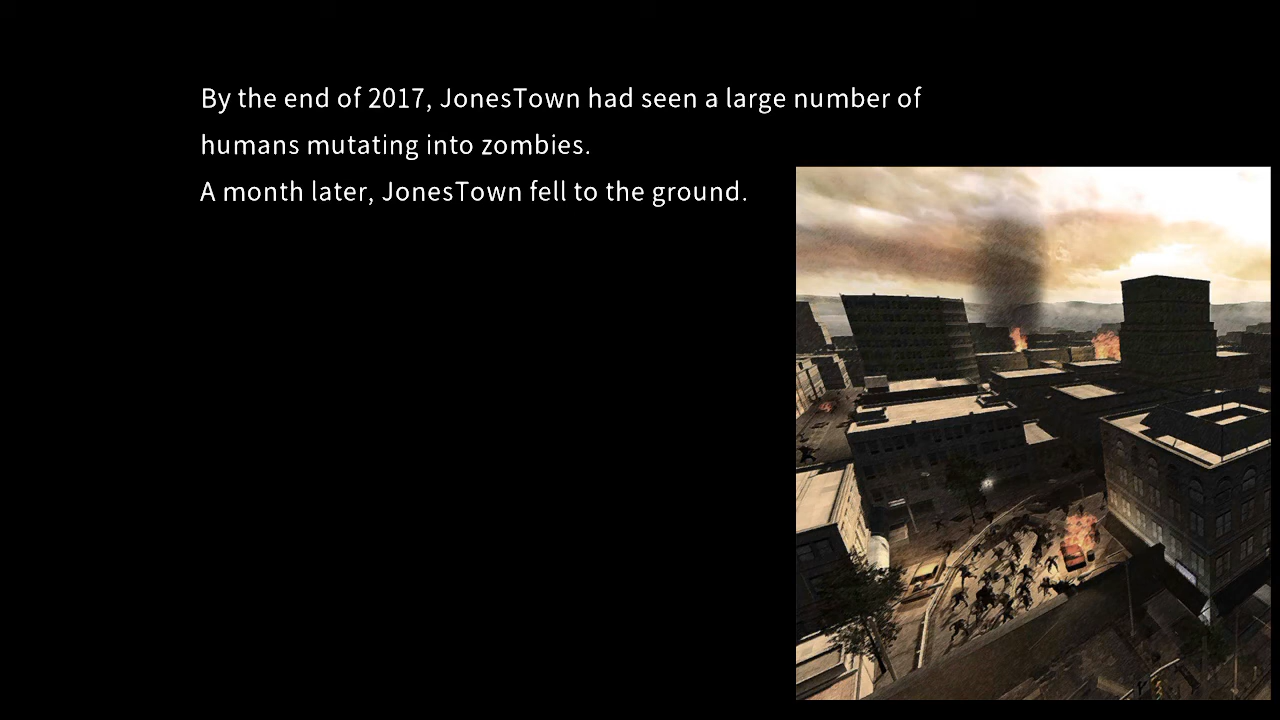 By the end of 2017, JonesTown had seen a large number of
humans mutating into zombies.
A month later, JonesTown fell to the ground.